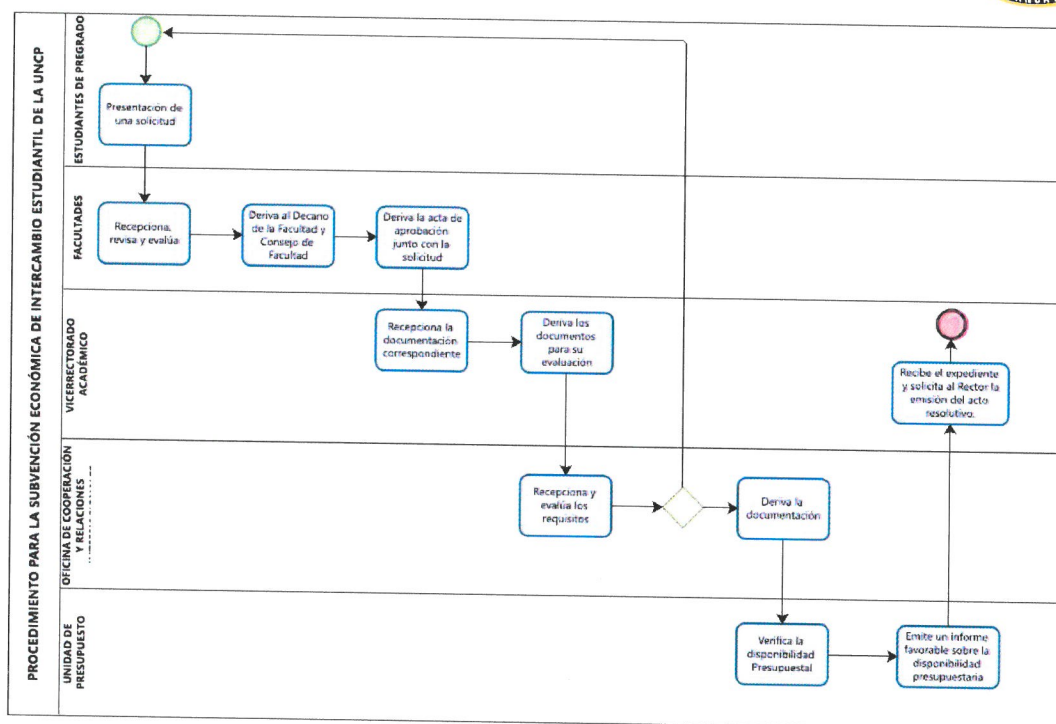 PROCEDIMIENTO PARA LA SUBVENCIÓN ECONÓMICA DE INTERCAMBIO ESTUDIANTIL DE LA UNCP
ESTUDIANTES DE PREGRADO
Presentación de
una solicitud
FACULTADES
Recepciona,
revisa y evalúa
Deriva al Decano
de la Facultad y
Consejo de
Facultad
Deriva la acta de
aprobación
junto con la
solicitud
VICERRECTORADO
ACADÉMICO
Recepciona la
documentación
correspondiente
Deriva los
documentos
para su
evaluación
Recibe el expediente
y solicita al Rector la
emisión del acto
resolutivo.
OFICINA DE COOPERACIÓN
Y RELACIONES
Recepciona y
evalúa los
requisitos
Deriva la
documentación
UNIDAD DE
PRESUPUESTO
Verifica la
disponibilidad
Presupuestal
Emite un informe
favorable sobre la
disponibilidad
presupuestaria